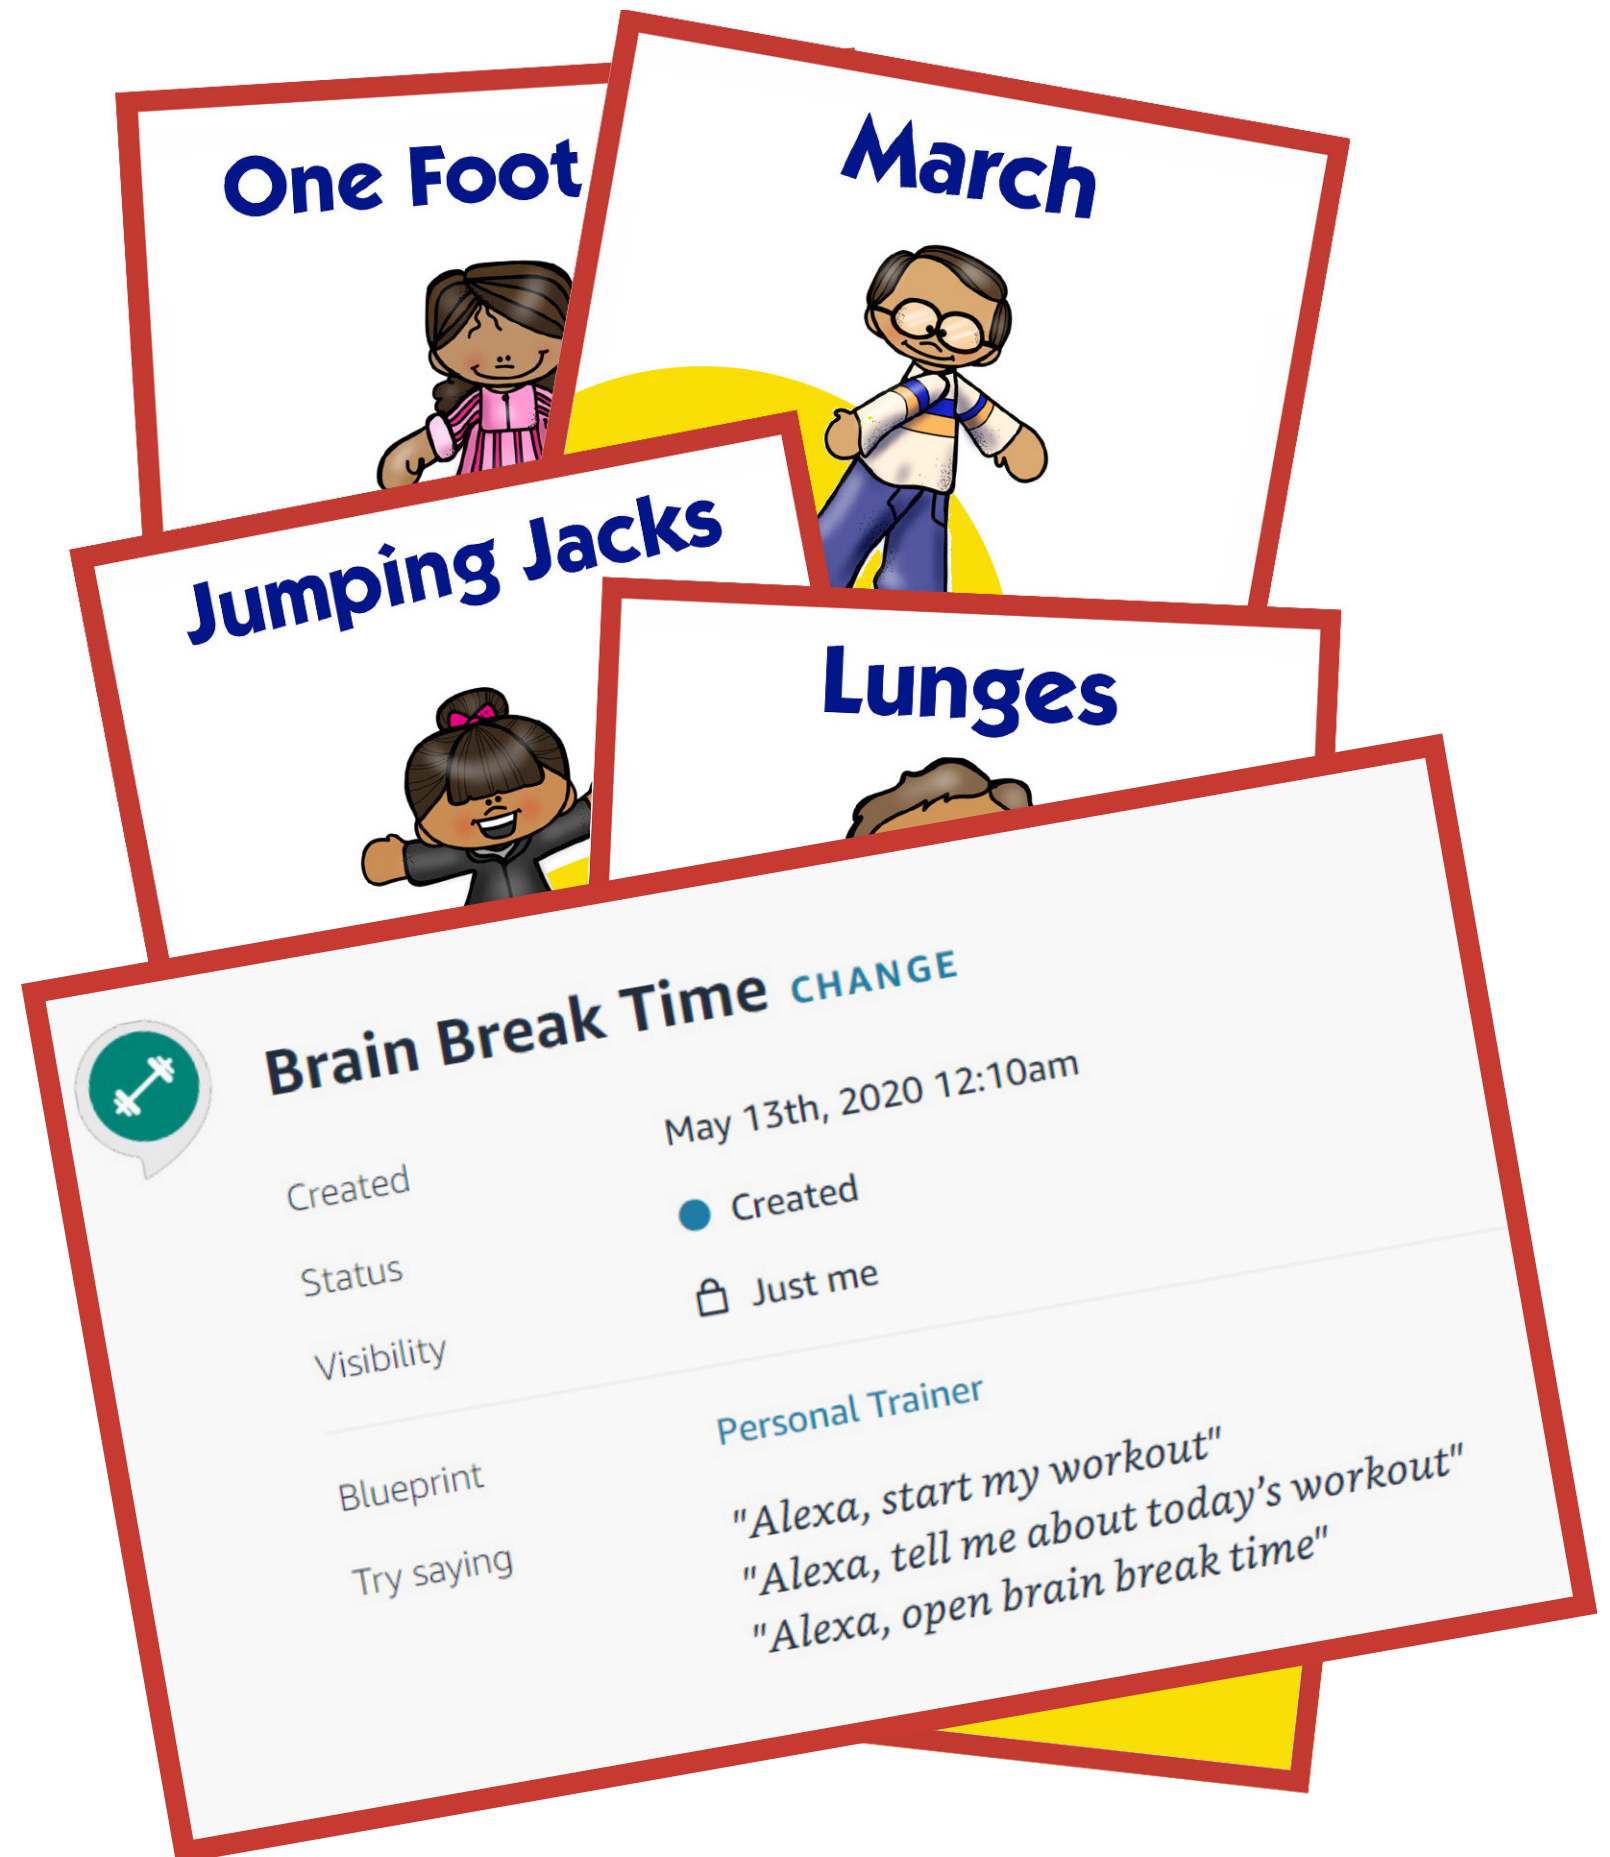 One Foot
March
Jumping Jacks
Lunges
Brain Break Time CHANGE
Created May 13th, 2020 12:10am
Status Created
Visibility Just me
Blueprint Personal Trainer
Try saying "Alexa, start my workout"
"Alexa, tell me about today's workout"
"Alexa, open brain break time"